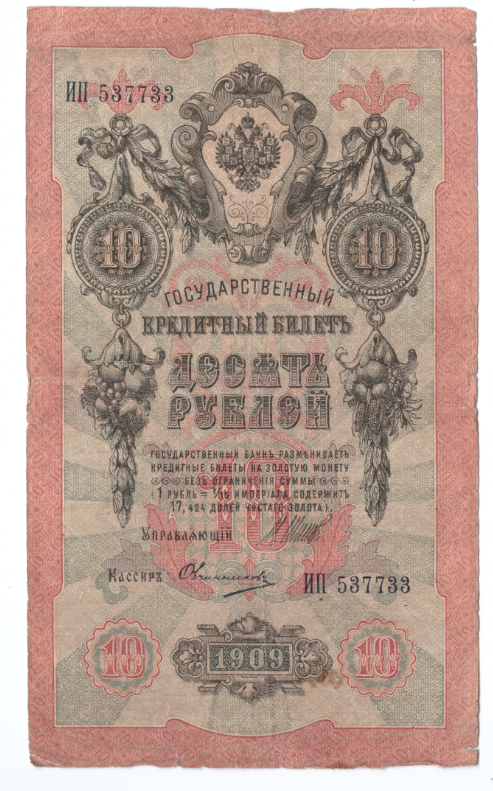 ИП 537733
10 10
ГОСУДАРСТВЕННЫЙ
КРЕДИТНЫЙ БИЛЕТЪ
ДЕСЯТЬ
РУБЛЕЙ
ГОСУДАРСТВЕННЫЙ БАНКЪ РАЗМѢНИВАЕТЪ
КРЕДИТНЫЕ БИЛЕТЫ НА ЗОЛОТУЮ МОНЕТУ
БЕЗЪ ОГРАНИЧЕНІЯ СУММЫ
(1 РУБЛЬ = 1/15 ИМПЕРІАЛА, СОДЕРЖИТЪ
17,424 ДОЛЕЙ ЧИСТАГО ЗОЛОТА).
10
УПРАВЛЯЮЩІЙ
Кассиръ Овчинниковъ
ИП 537733
10 1909 10